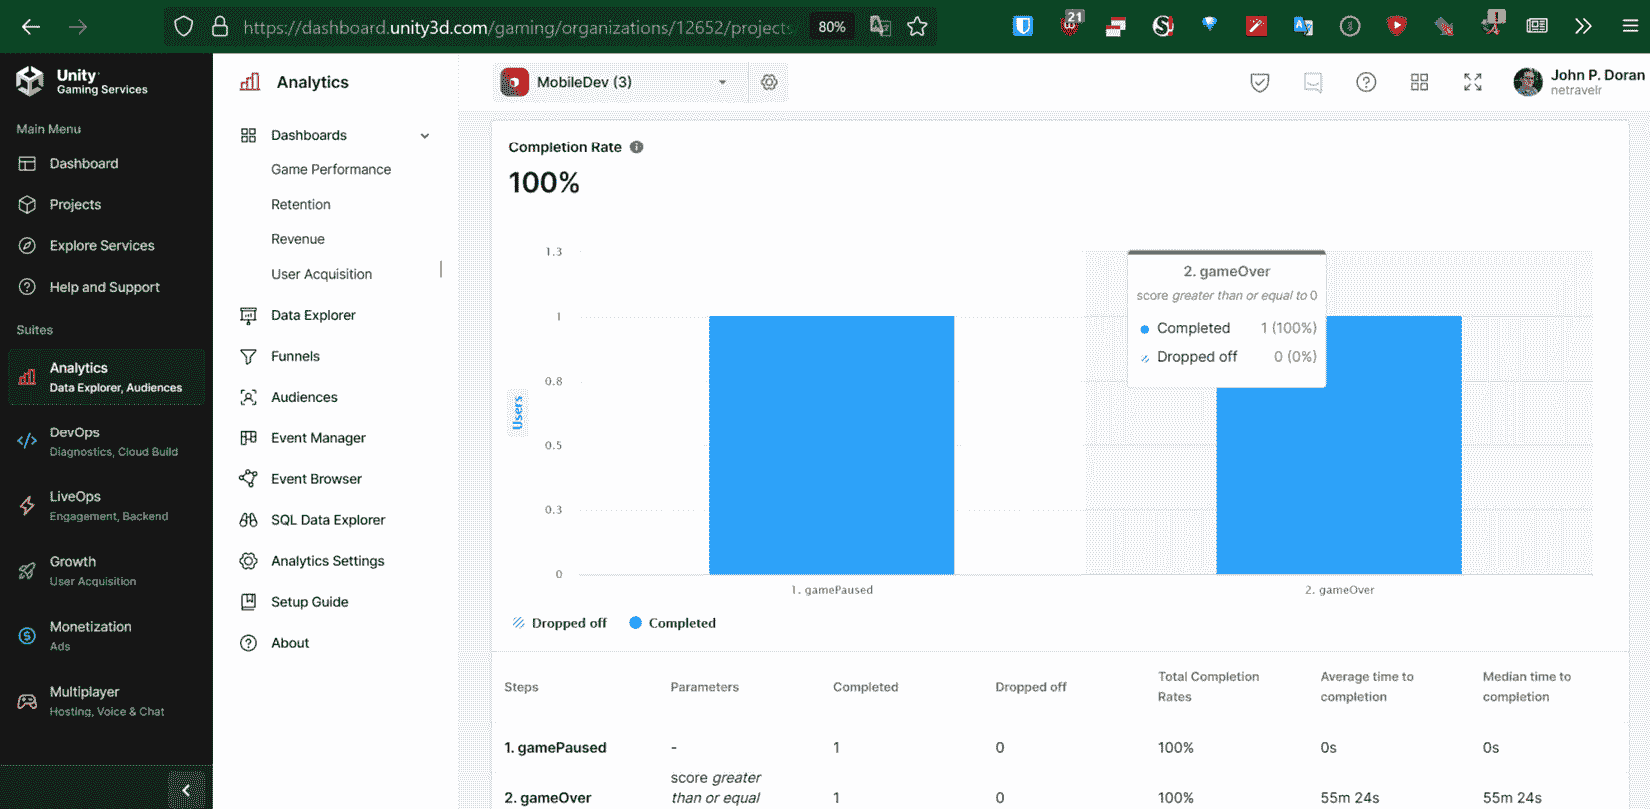 https://dashboard.unity3d.com/gaming/organizations/12652/projects
80%
21
Unity
Gaming Services
Main Menu
Dashboard
Projects
Explore Services
Help and Support
Suites
Analytics
Data Explorer, Audiences
DevOps
Diagnostics, Cloud Build
LiveOps
Engagement, Backend
Growth
User Acquisition
Monetization
Ads
Multiplayer
Hosting, Voice & Chat
Analytics
Dashboards
Game Performance
Retention
Revenue
User Acquisition
Data Explorer
Funnels
Audiences
Event Manager
Event Browser
SQL Data Explorer
Analytics Settings
Setup Guide
About
MobileDev (3)
John P. Doran
netravelr
Completion Rate
100%
1.3
1
0.8
0.5
0.3
0
Users
2. gameOver
score greater than or equal to 0
Completed 1 (100%)
Dropped off 0 (0%)
1. gamePaused
2. gameOver
Dropped off Completed
Steps Parameters Completed Dropped off Total Completion Rates Average time to completion Median time to completion
1. gamePaused - 1 0 100% 0s 0s
score greater
2. gameOver than or equal 1 0 100% 55m 24s 55m 24s